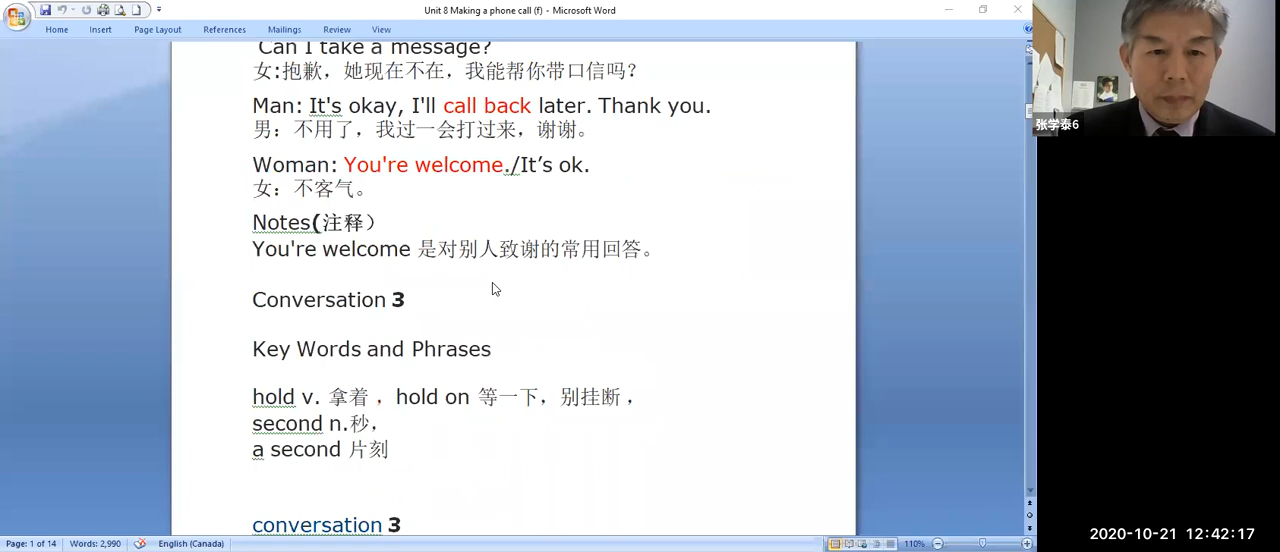 Unit 8 Making a phone call (f) - Microsoft Word
Home Insert Page Layout References Mailings Review View
Can I take a message?
女:抱歉，她现在不在，我能帮你带口信吗？
Man: It's okay, I'll call back later. Thank you.
男：不用了，我过一会打过来，谢谢。
Woman: You're welcome./It’s ok.
女：不客气。
Notes(注释）
You're welcome 是对别人致谢的常用回答。
Conversation 3
Key Words and Phrases
hold v. 拿着 ，hold on 等一下，别挂断 ，
second n.秒，
a second 片刻
conversation 3
Page: 1 of 14 Words: 2,990 English (Canada) 110%
张学泰6
2020-10-21 12:42:17